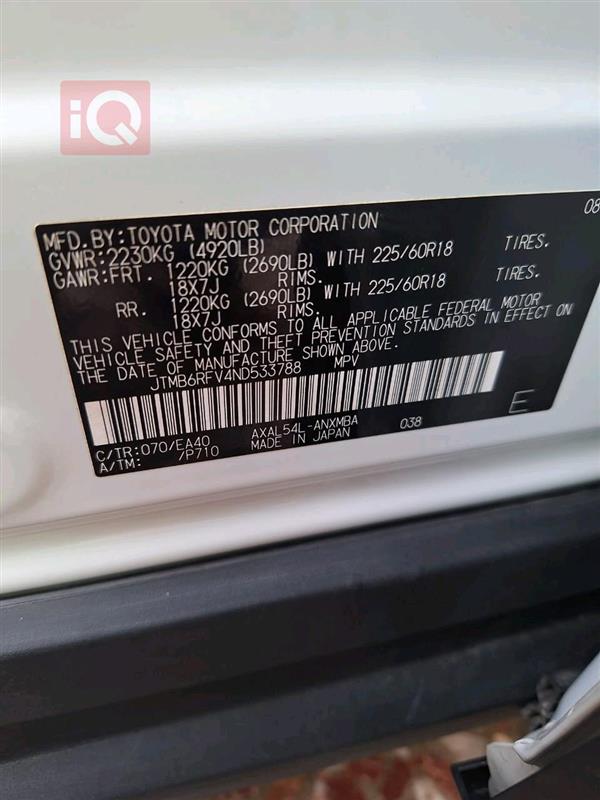 iQ
08
MFD.BY:TOYOTA MOTOR CORPORATION
GVWR:2230KG (4920LB)
GAWR:FRT. 1220KG (2690LB) WITH 225/60R18 TIRES.
18X7J RIMS.
RR. 1220KG (2690LB) WITH 225/60R18 TIRES.
18X7J RIMS.
THIS VEHICLE CONFORMS TO ALL APPLICABLE FEDERAL MOTOR
VEHICLE SAFETY AND THEFT PREVENTION STANDARDS IN EFFECT ON
THE DATE OF MANUFACTURE SHOWN ABOVE.
JTMB6RFV4ND533788 MPV
C/TR:070/EA40 AXAL54L-ANXMBA 038 E
A/TM: /P710 MADE IN JAPAN